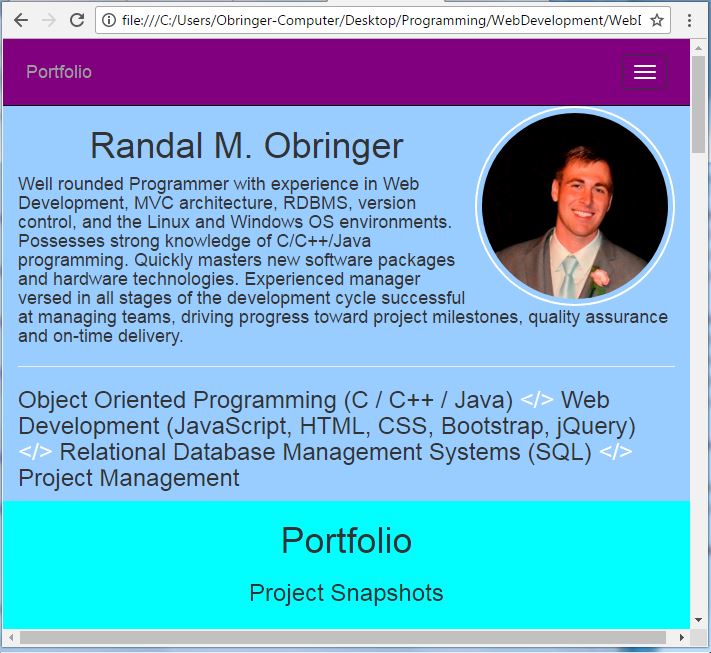 file:///C:/Users/Obringer-Computer/Desktop/Programming/WebDevelopment/WebD
Portfolio
Randal M. Obringer
Well rounded Programmer with experience in Web
Development, MVC architecture, RDBMS, version
control, and the Linux and Windows OS environments.
Possesses strong knowledge of C/C++/Java
programming. Quickly masters new software packages
and hardware technologies. Experienced manager
versed in all stages of the development cycle successful
at managing teams, driving progress toward project milestones, quality assurance
and on-time delivery.
Object Oriented Programming (C / C++ / Java) </> Web
Development (JavaScript, HTML, CSS, Bootstrap, jQuery)
</> Relational Database Management Systems (SQL) </>
Project Management
Portfolio
Project Snapshots